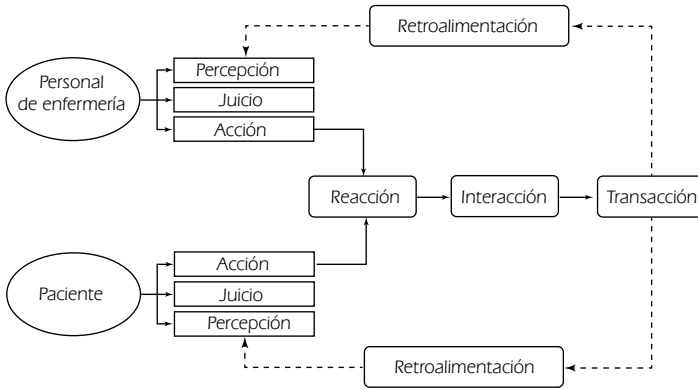 Retroalimentación
Personal
de enfermería
Percepción
Juicio
Acción
Reacción
Interacción
Transacción
Paciente
Acción
Juicio
Percepción
Retroalimentación